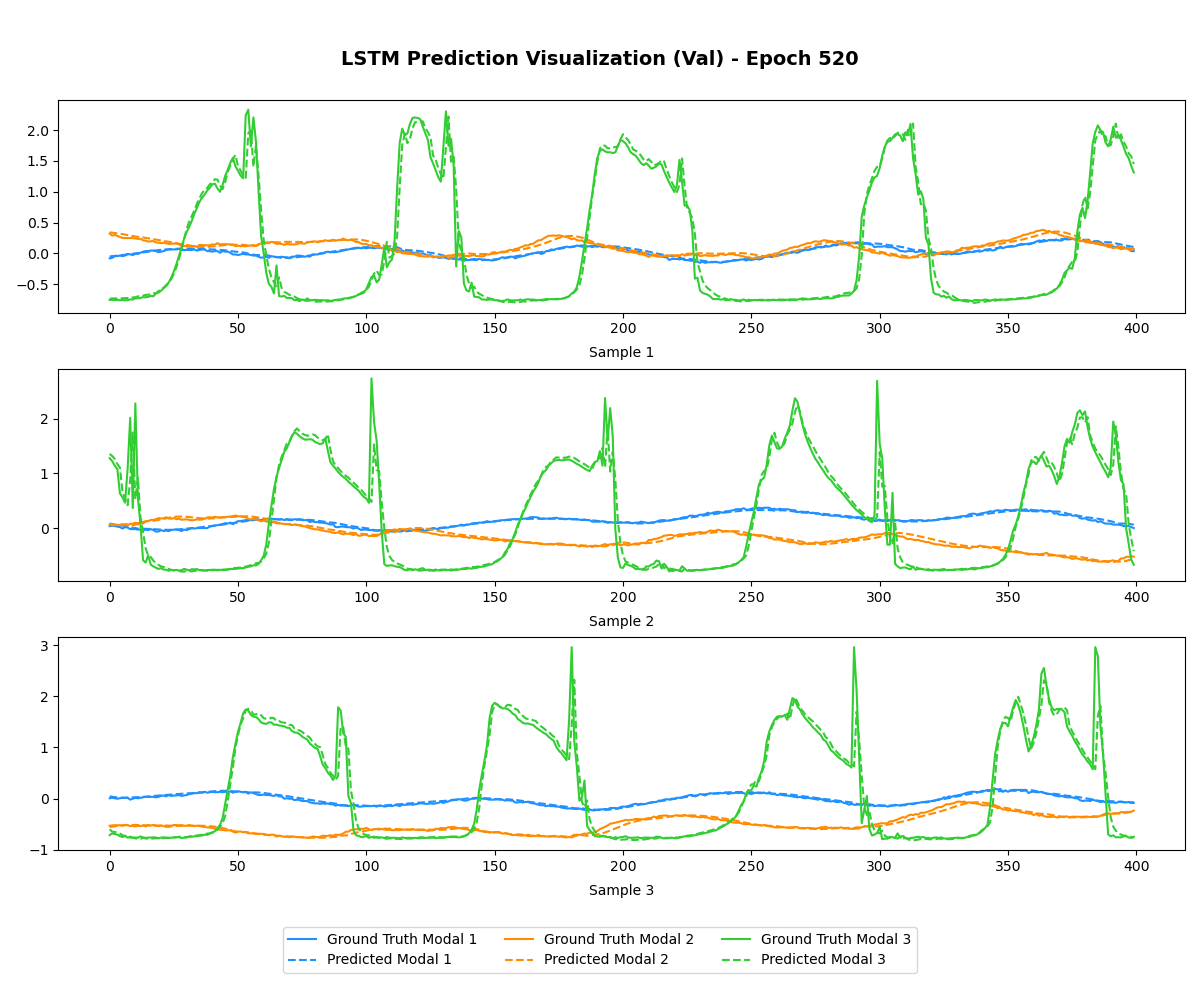 LSTM Prediction Visualization (Val) - Epoch 520
2.0
1.5
1.0
0.5
0.0
−0.5
0 50 100 150 200 250 300 350 400
Sample 1
2
1
0
0 50 100 150 200 250 300 350 400
Sample 2
3
2
1
0
−1
0 50 100 150 200 250 300 350 400
Sample 3
Ground Truth Modal 1 Ground Truth Modal 2 Ground Truth Modal 3
Predicted Modal 1 Predicted Modal 2 Predicted Modal 3